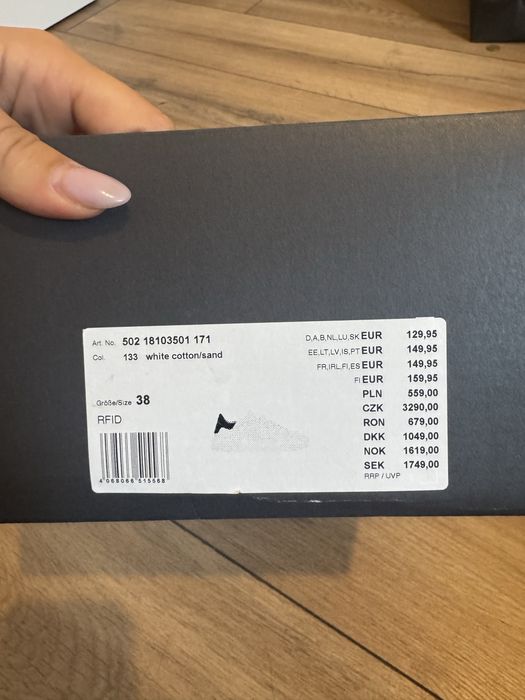 Art. No. 502 18103501 171
Col. 133 white cotton/sand
Größe/Size 38
RFID
4 068066 515568
D,A,B,NL,LU,SK EUR 129,95
EE,LT,LV,IS,PT EUR 149,95
FR,IRL,FI,ES EUR 149,95
FI EUR 159,95
PLN 559,00
CZK 3290,00
RON 679,00
DKK 1049,00
NOK 1619,00
SEK 1749,00
RRP / UVP